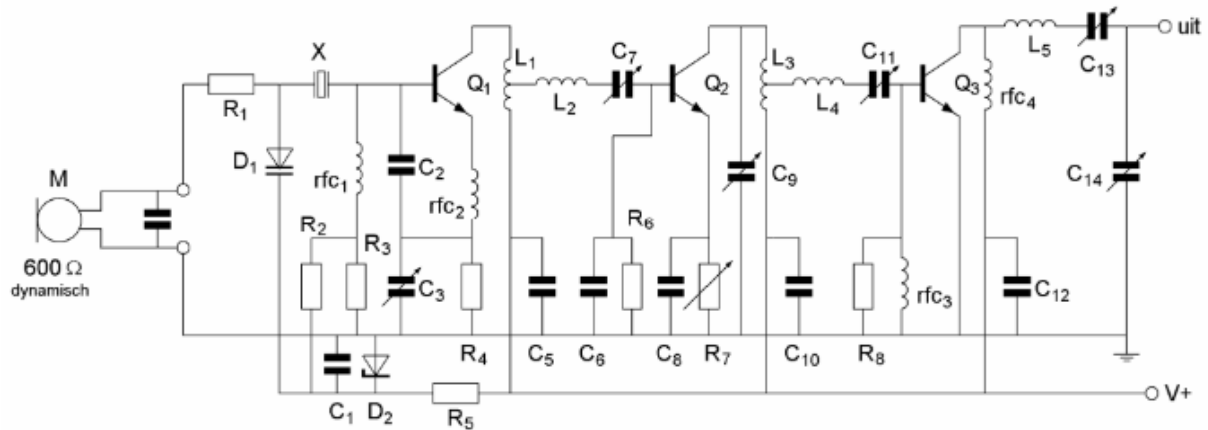 uit
L₁
C₇
L₃
C₁₁
L₅
C₁₃
X
Q₁
L₂
Q₂
L₄
Q₃
rfc₄
R₁
D₁
rfc₁
C₂
rfc₂
C₉
C₁₄
M
R₂
R₃
R₆
600 Ω
dynamisch
C₃
rfc₃
C₁₂
R₄
C₅
C₆
C₈
R₇
C₁₀
R₈
C₁
D₂
R₅
V+